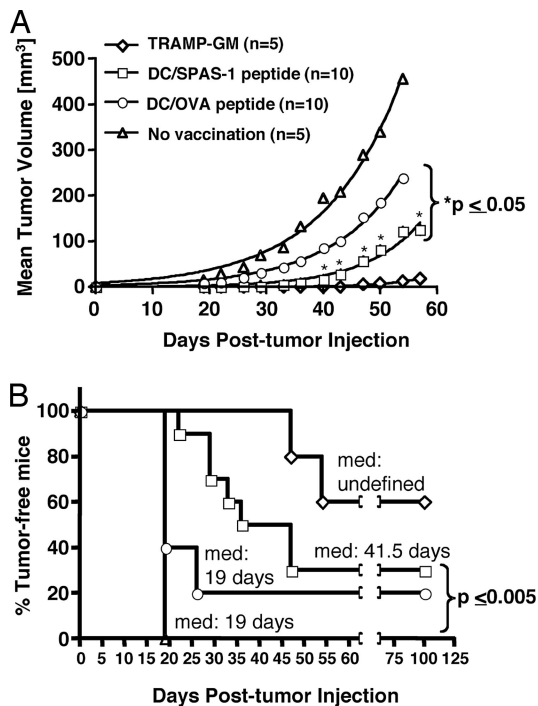 A
TRAMP-GM (n=5)
DC/SPAS-1 peptide (n=10)
DC/OVA peptide (n=10)
No vaccination (n=5)
Mean Tumor Volume [mm³]
500
400
300
200
100
0
*p ≤ 0.05
* * * * *
0 10 20 30 40 50 60
Days Post-tumor Injection
B
% Tumor-free mice
100
80
60
40
20
0
med:
undefined
med: 41.5 days
med:
19 days
med: 19 days
p ≤0.005
0 5 10 15 20 25 30 35 40 45 50 55 60 75 100 125
Days Post-tumor Injection